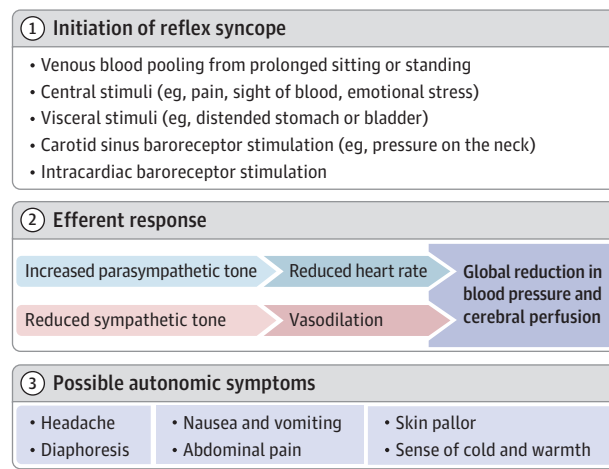 1 Initiation of reflex syncope
• Venous blood pooling from prolonged sitting or standing
• Central stimuli (eg, pain, sight of blood, emotional stress)
• Visceral stimuli (eg, distended stomach or bladder)
• Carotid sinus baroreceptor stimulation (eg, pressure on the neck)
• Intracardiac baroreceptor stimulation
2 Efferent response
Increased parasympathetic tone
Reduced heart rate
Reduced sympathetic tone
Vasodilation
Global reduction in
blood pressure and
cerebral perfusion
3 Possible autonomic symptoms
• Headache
• Diaphoresis
• Nausea and vomiting
• Abdominal pain
• Skin pallor
• Sense of cold and warmth